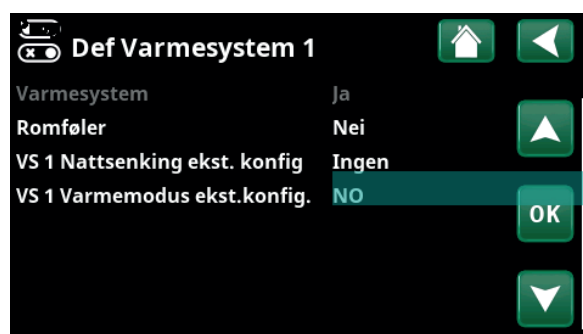 Def Varmesystem 1
Varmesystem Ja
Romføler Nei
VS 1 Nattsenking ekst. konfig Ingen
VS 1 Varmemodus ekst.konfig. NO
OK